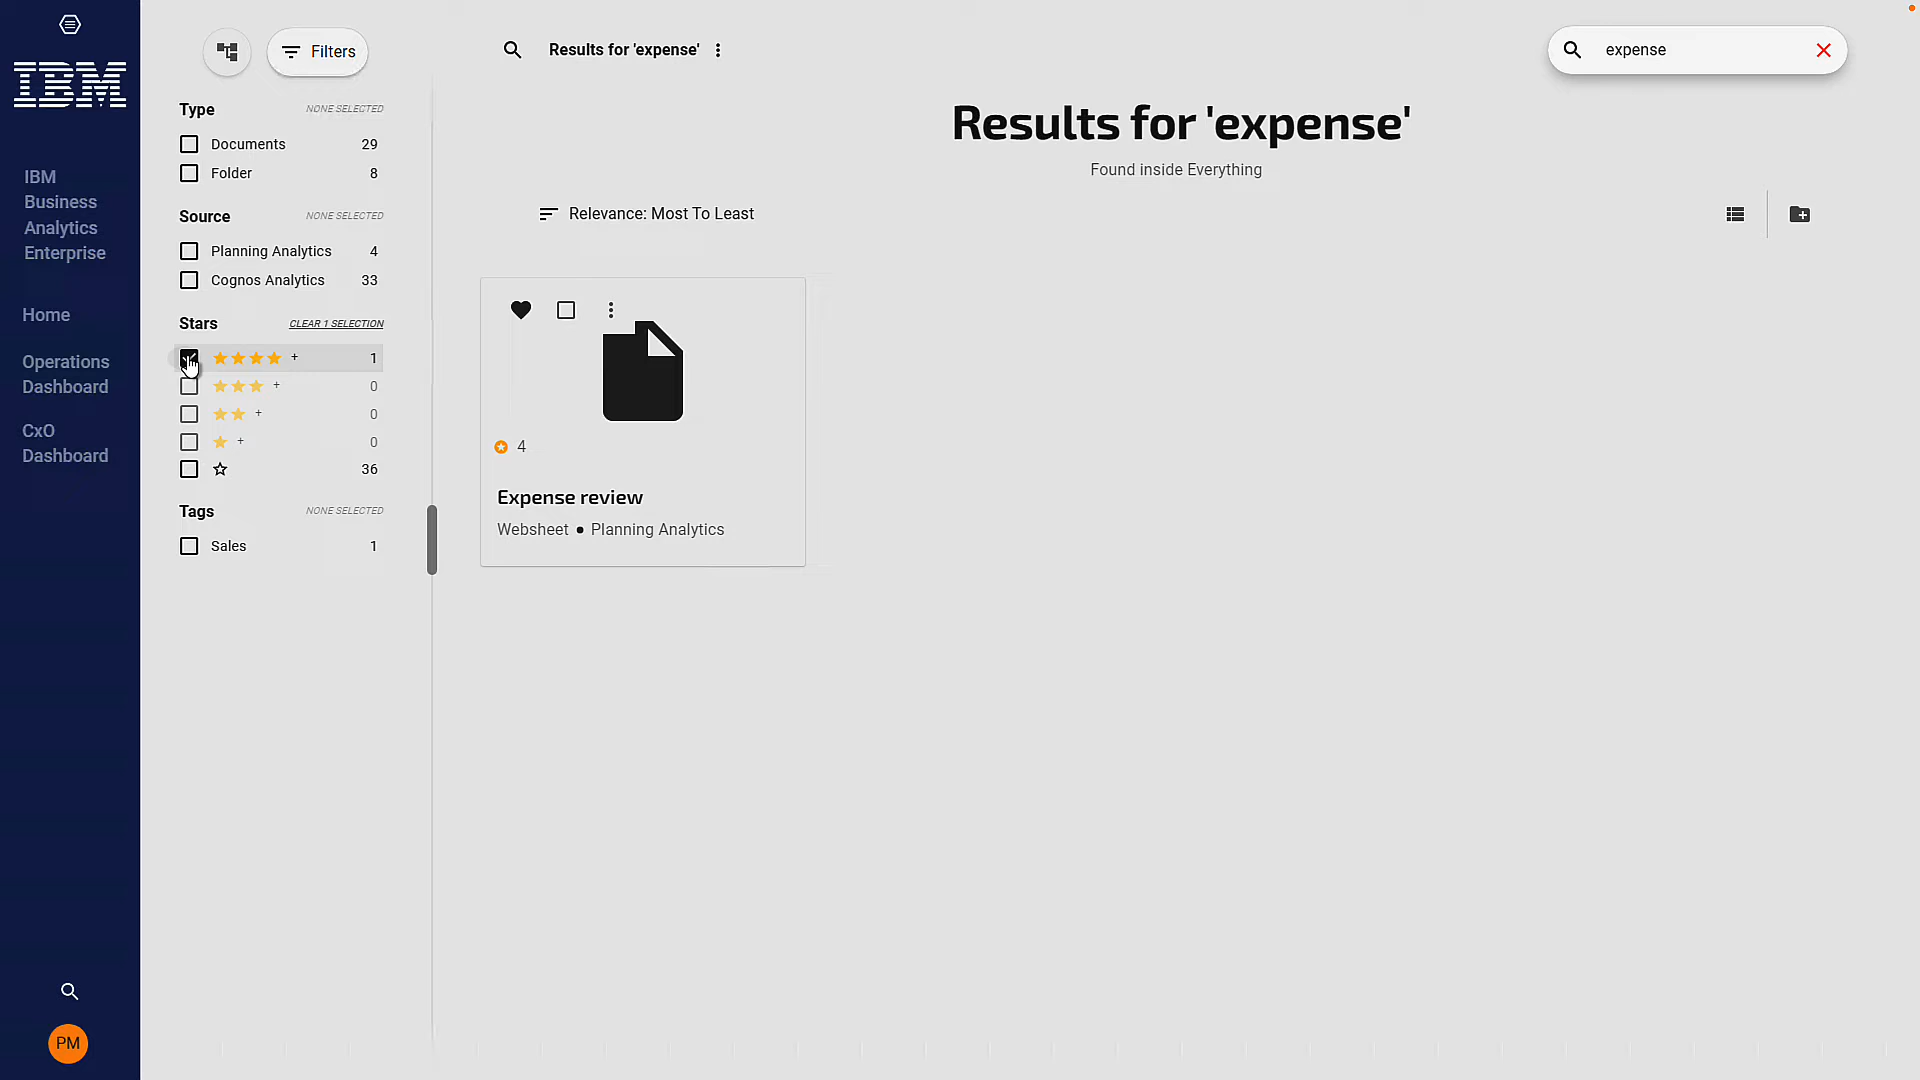 IBM
IBM
Business
Analytics
Enterprise
Home
Operations
Dashboard
CxO
Dashboard
PM
Filters
Type NONE SELECTED
Documents 29
Folder 8
Source NONE SELECTED
Planning Analytics 4
Cognos Analytics 33
Stars CLEAR 1 SELECTION
+ 1
+ 0
+ 0
+ 0
36
Tags NONE SELECTED
Sales 1
Results for 'expense'
expense
Results for 'expense'
Found inside Everything
Relevance: Most To Least
4
Expense review
Websheet • Planning Analytics